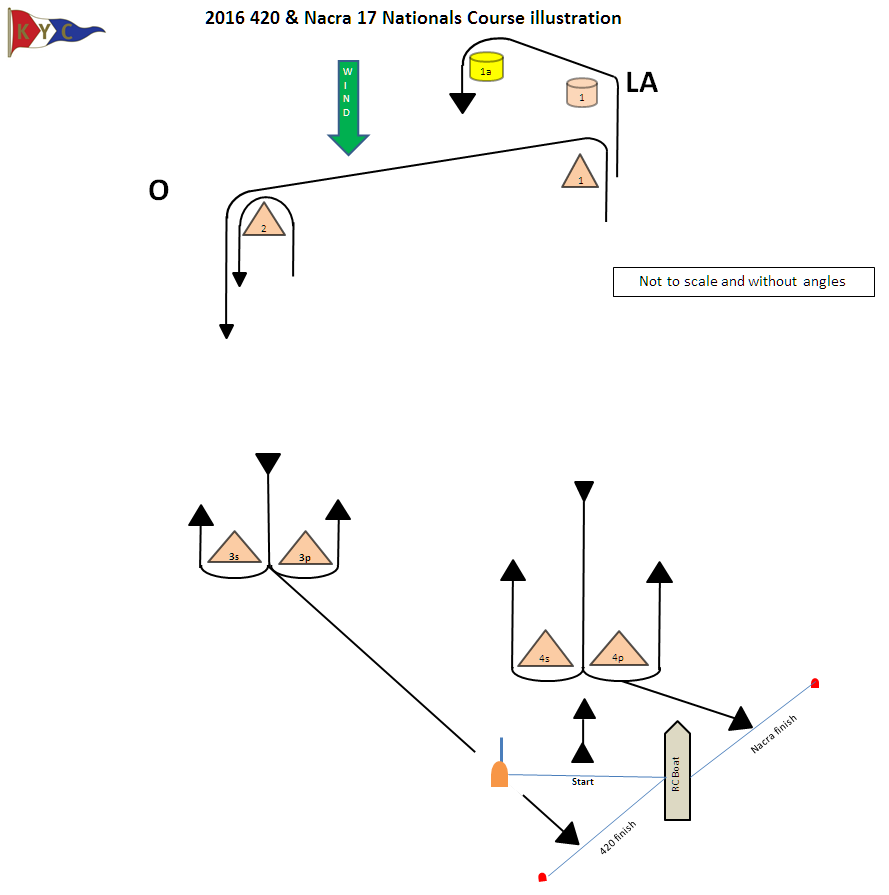 2016 420 & Nacra 17 Nationals Course illustration
KYC
W
I
N
D
1a
1
LA
1
O
2
Not to scale and without angles
3s
3p
4s
4p
Nacra finish
RC Boat
Start
420 finish